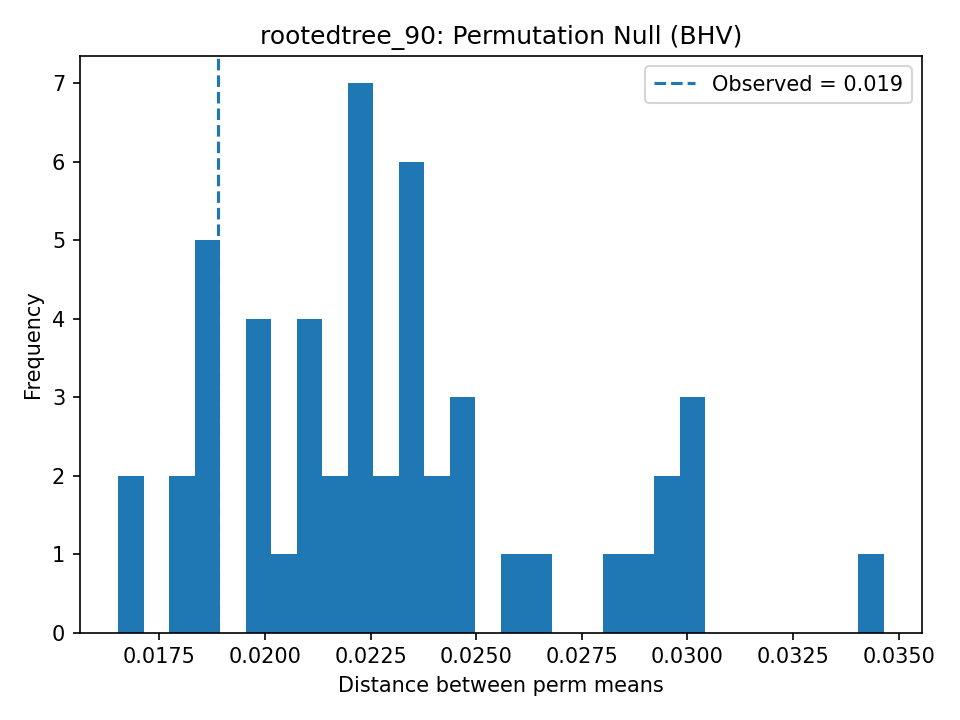 rootedtree_90: Permutation Null (BHV)
Observed = 0.019
7
6
5
4
3
2
1
0
Frequency
0.0175 0.0200 0.0225 0.0250 0.0275 0.0300 0.0325 0.0350
Distance between perm means